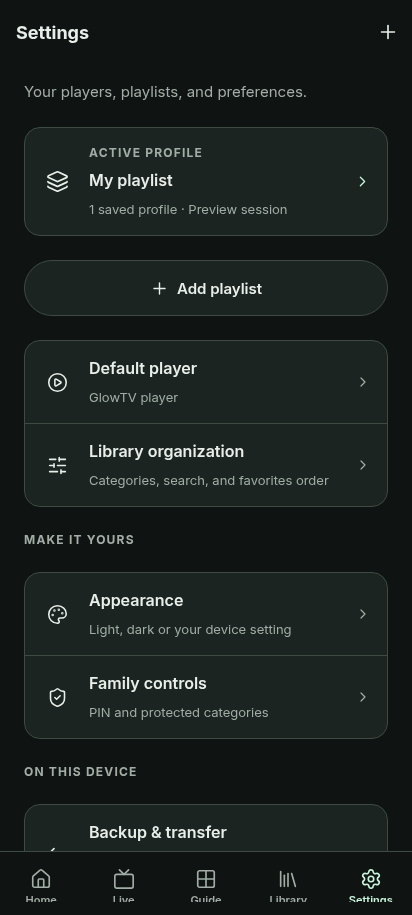 Settings
Your players, playlists, and preferences.
ACTIVE PROFILE
My playlist
1 saved profile · Preview session
Add playlist
Default player
GlowTV player
Library organization
Categories, search, and favorites order
MAKE IT YOURS
Appearance
Light, dark or your device setting
Family controls
PIN and protected categories
ON THIS DEVICE
Backup & transfer
Home Live Guide Library Settings